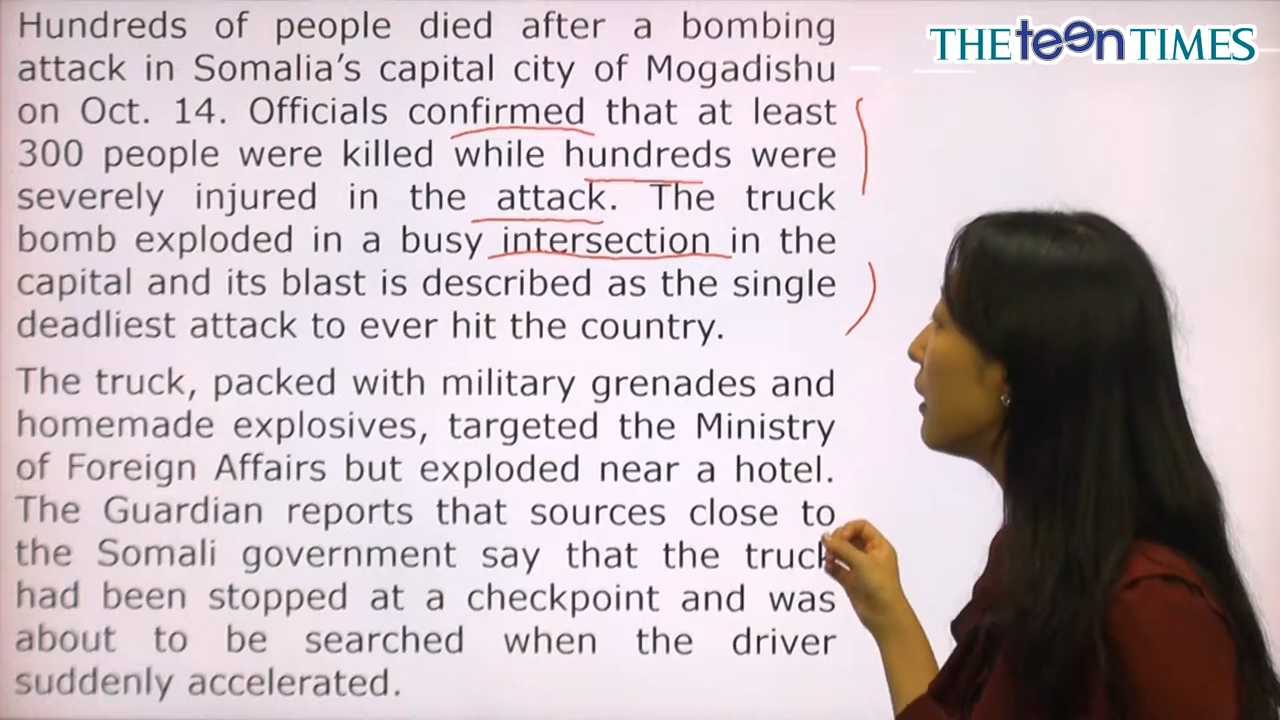 THE teen TIMES
Hundreds of people died after a bombing
attack in Somalia's capital city of Mogadishu
on Oct. 14. Officials confirmed that at least
300 people were killed while hundreds were
severely injured in the attack. The truck
bomb exploded in a busy intersection in the
capital and its blast is described as the single
deadliest attack to ever hit the country.
The truck, packed with military grenades and
homemade explosives, targeted the Ministry
of Foreign Affairs but exploded near a hotel.
The Guardian reports that sources close to
the Somali government say that the truck
had been stopped at a checkpoint and was
about to be searched when the driver
suddenly accelerated.